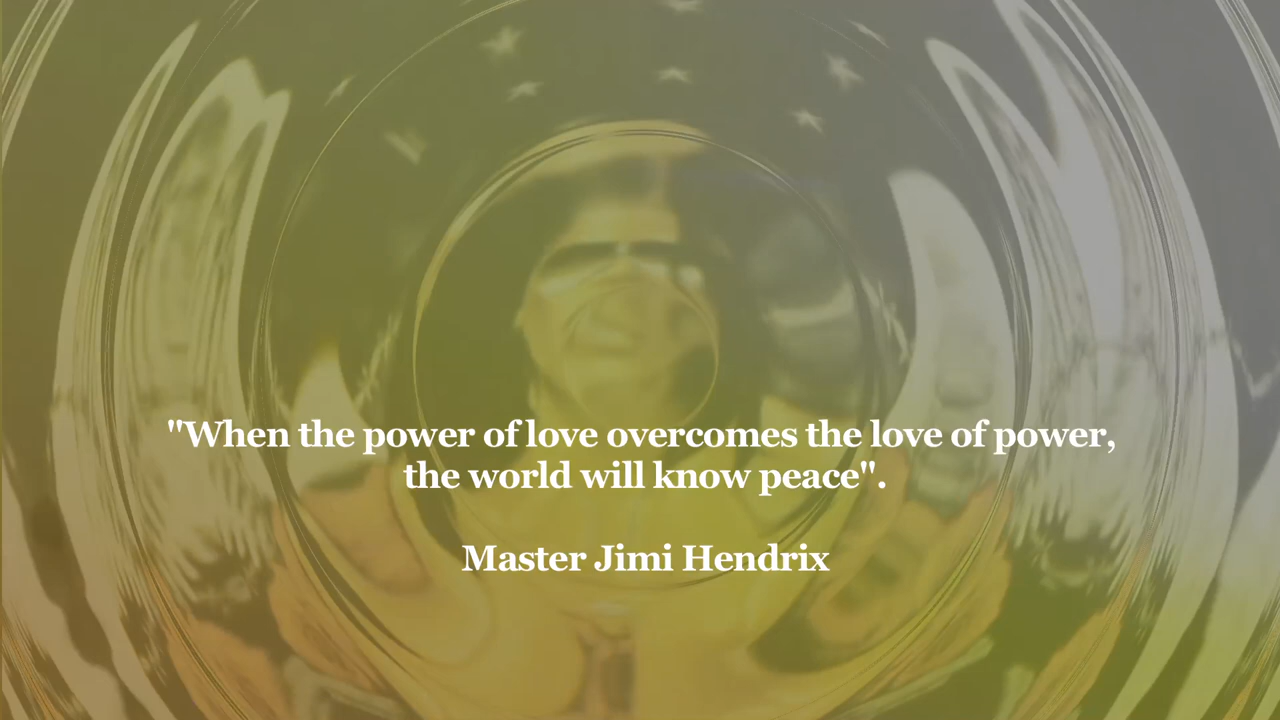 "When the power of love overcomes the love of power,
the world will know peace".
Master Jimi Hendrix